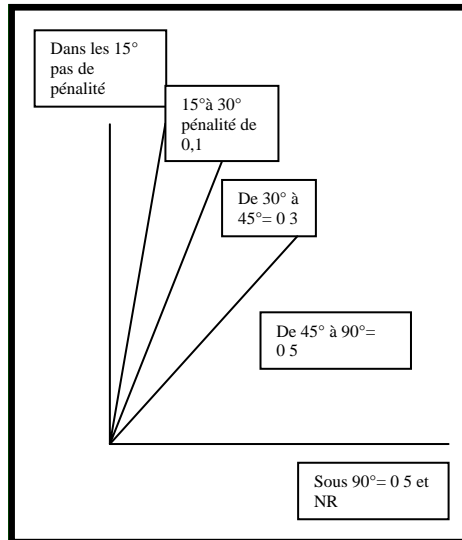 Dans les 15°
pas de
pénalité
15°à 30°
pénalité de
0,1
De 30° à
45°= 0 3
De 45° à 90°=
0 5
Sous 90°= 0 5 et
NR